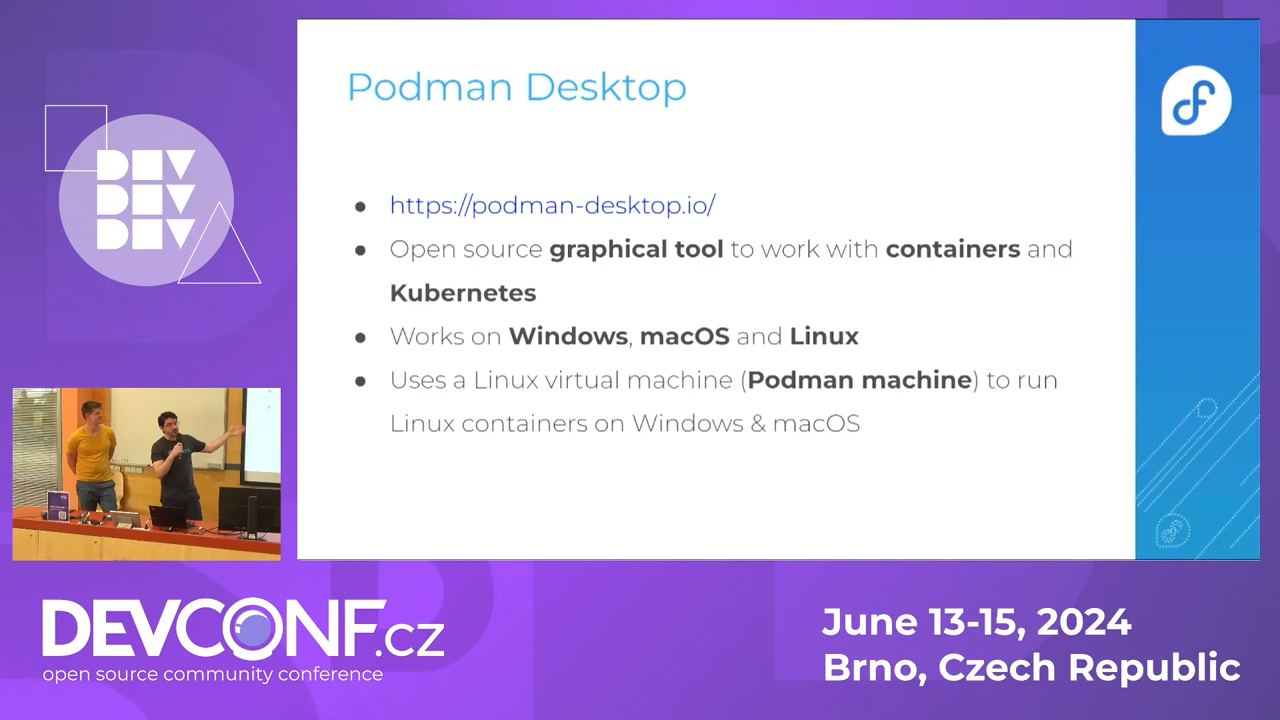 Podman Desktop
https://podman-desktop.io/
Open source graphical tool to work with containers and
Kubernetes
Works on Windows, macOS and Linux
Uses a Linux virtual machine (Podman machine) to run
Linux containers on Windows & macOS
DEV
DEV
DEV
DEVCONF.cz
open source community conference
June 13-15, 2024
Brno, Czech Republic